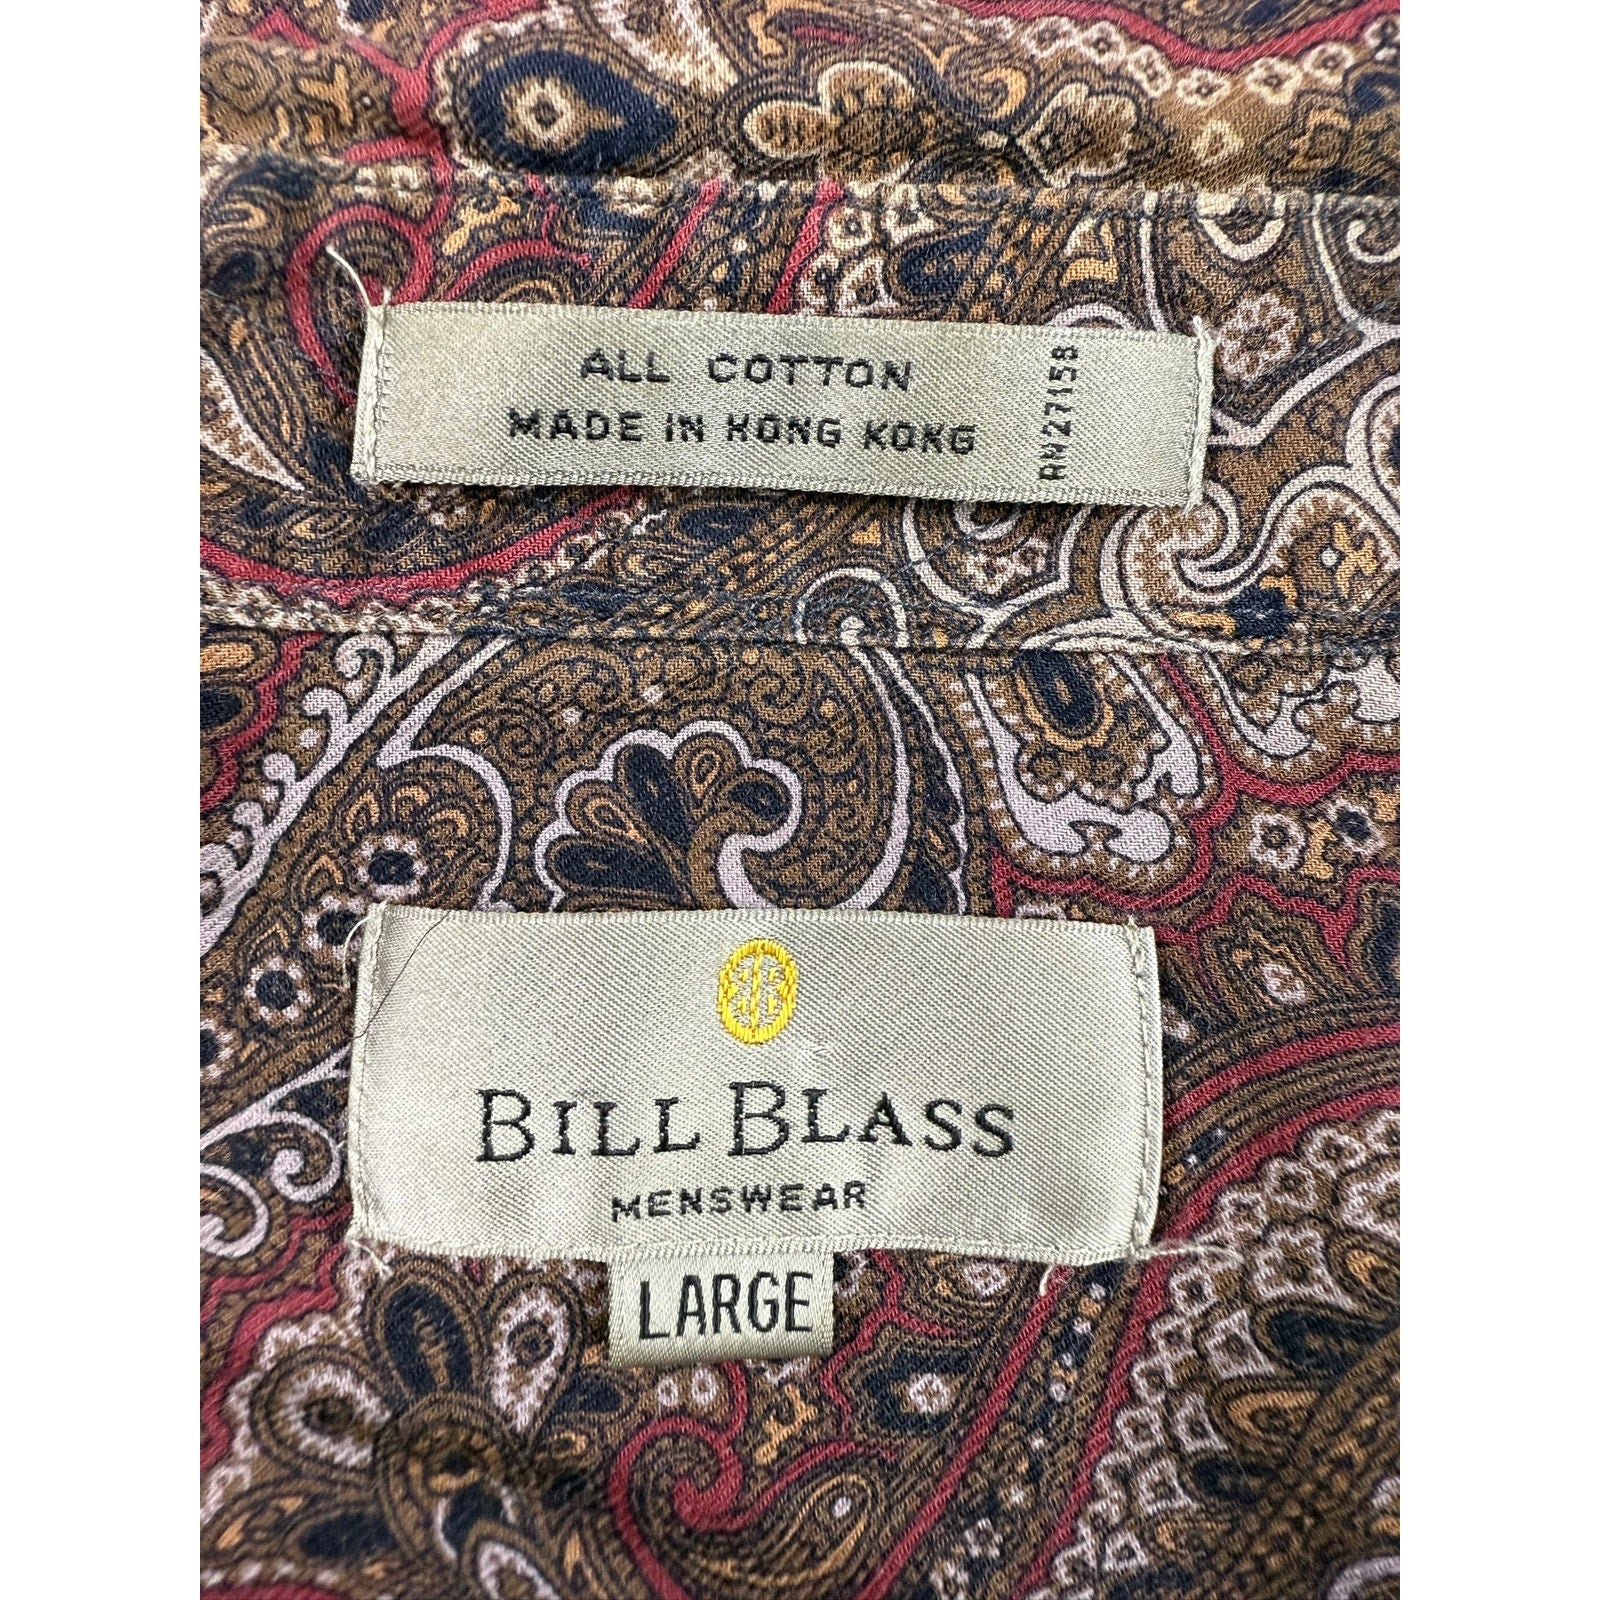 ALL COTTON
MADE IN HONG KONG
RN27158
BILL BLASS
MENSWEAR
LARGE